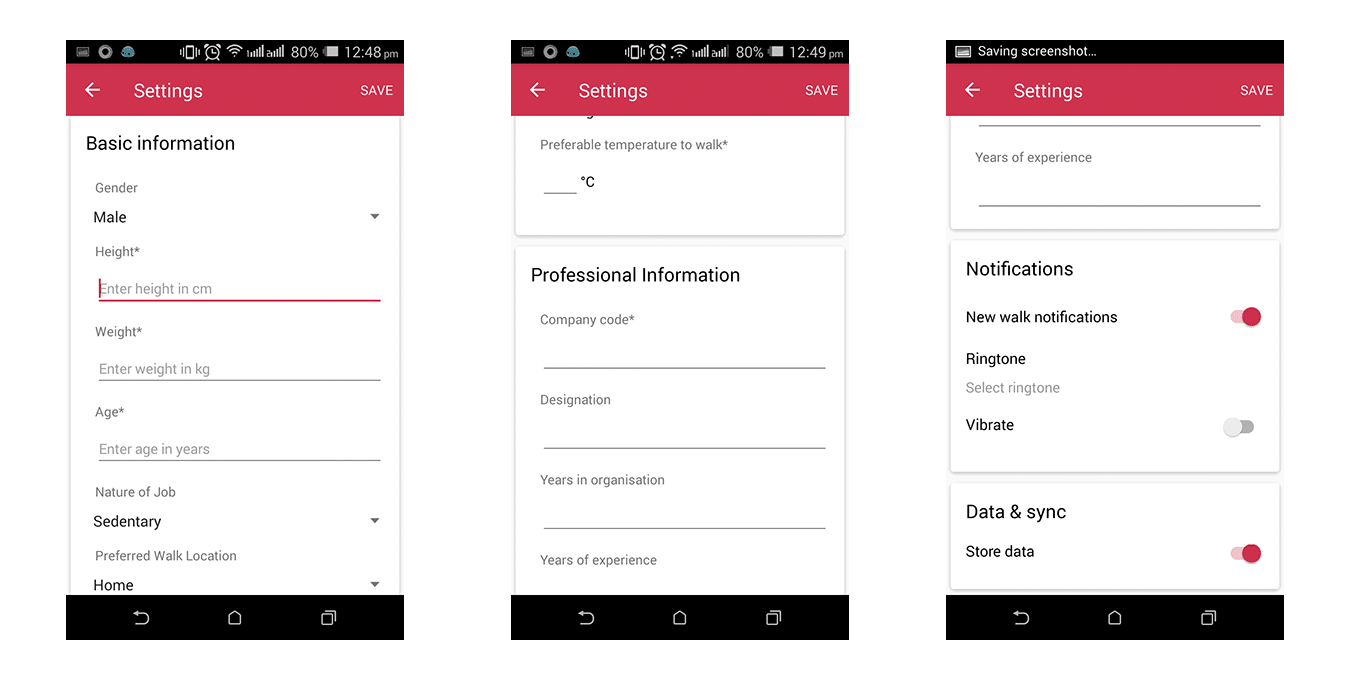 80% 12:48 pm
Settings SAVE
Basic information
Gender
Male
Height*
Enter height in cm
Weight*
Enter weight in kg
Age*
Enter age in years
Nature of Job
Sedentary
Preferred Walk Location
Home
80% 12:49 pm
Settings SAVE
Preferable temperature to walk*
°C
Professional Information
Company code*
Designation
Years in organisation
Years of experience
Saving screenshot...
Settings SAVE
Years of experience
Notifications
New walk notifications
Ringtone
Select ringtone
Vibrate
Data & sync
Store data